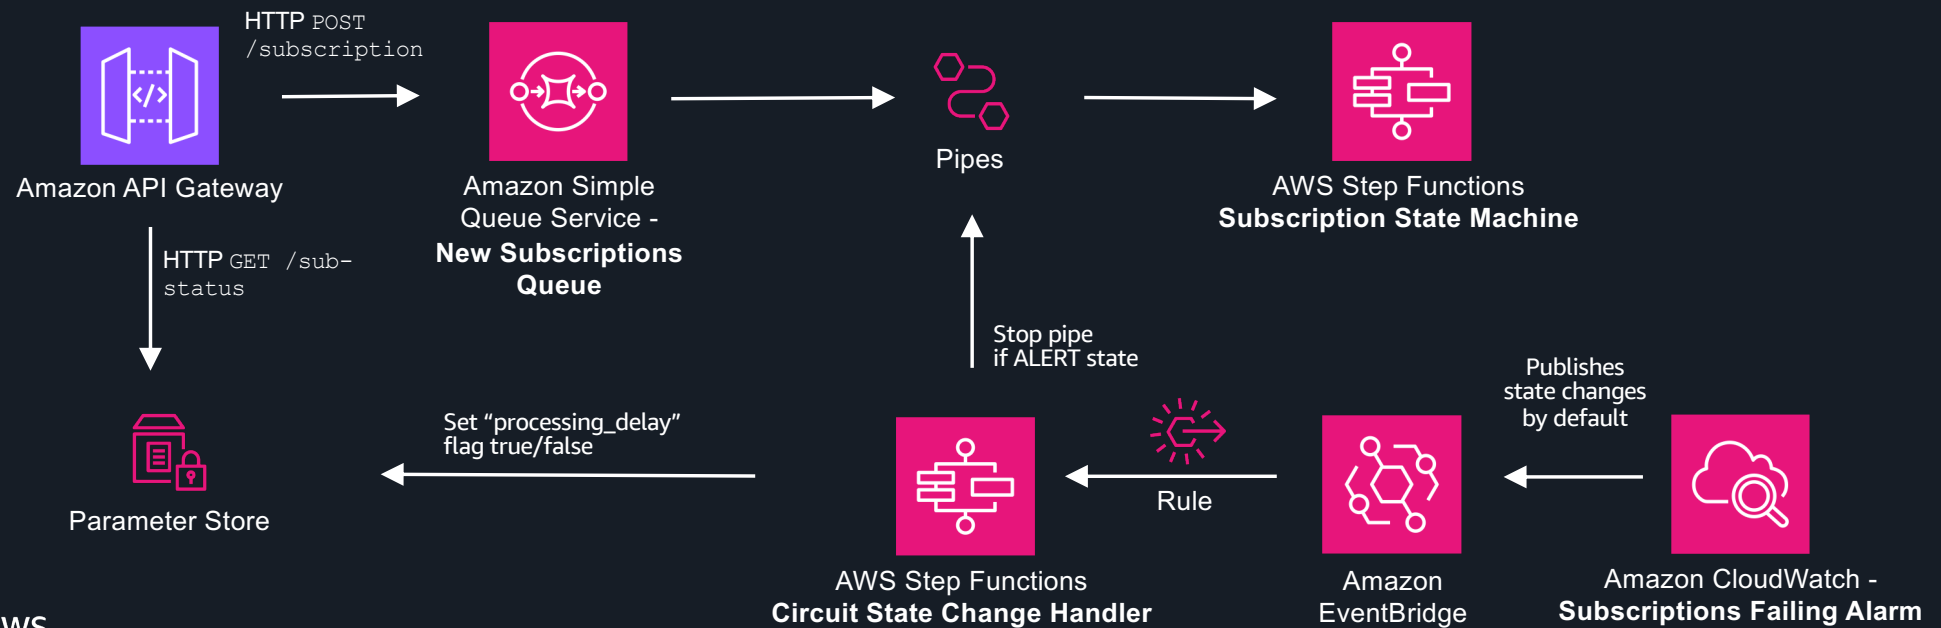 HTTP POST
/subscription
Amazon API Gateway
Amazon Simple
Queue Service -
New Subscriptions
Queue
Pipes
AWS Step Functions
Subscription State Machine
HTTP GET /sub-
status
Stop pipe
if ALERT state
Publishes
state changes
by default
Set “processing_delay”
flag true/false
Rule
Parameter Store
AWS Step Functions
Circuit State Change Handler
Amazon
EventBridge
Amazon CloudWatch -
Subscriptions Failing Alarm